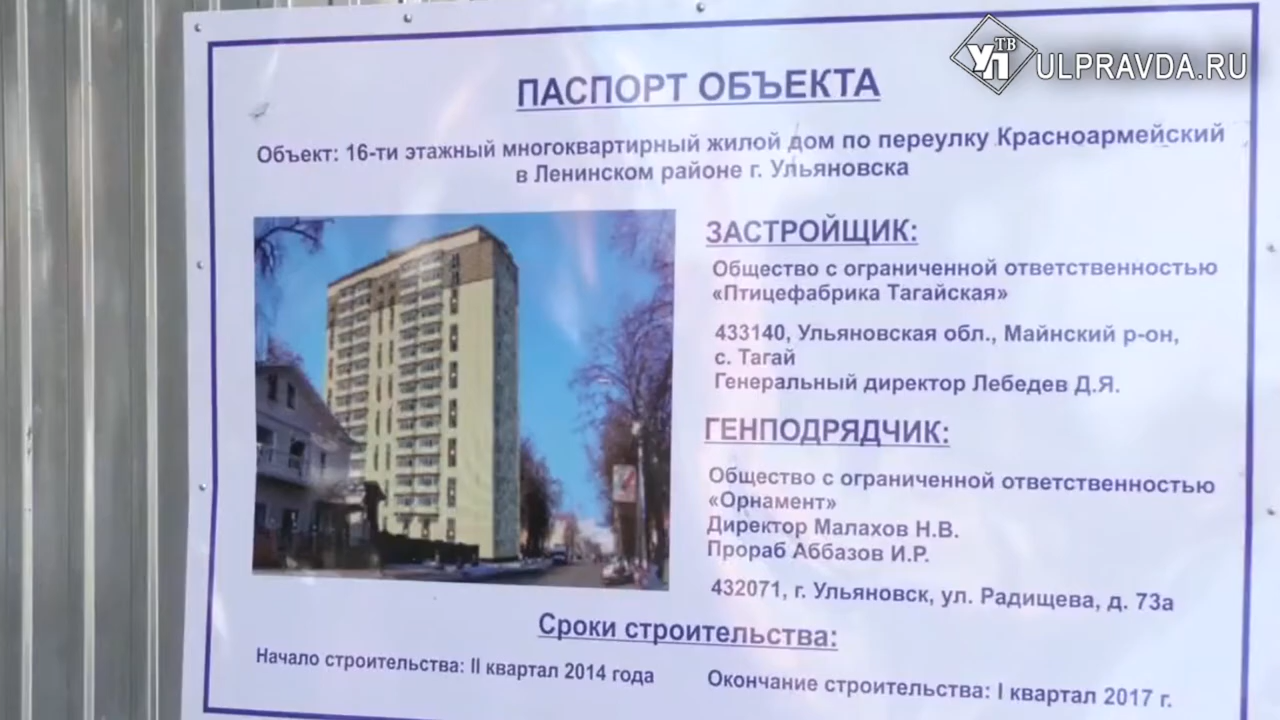 УП ТВ ULPRAVDA.RU
ПАСПОРТ ОБЪЕКТА
Объект: 16-ти этажный многоквартирный жилой дом по переулку Красноармейский
в Ленинском районе г. Ульяновска
ЗАСТРОЙЩИК:
Общество с ограниченной ответственностью
«Птицефабрика Тагайская»
433140, Ульяновская обл., Майнский р-он,
с. Тагай
Генеральный директор Лебедев Д.Я.
ГЕНПОДРЯДЧИК:
Общество с ограниченной ответственностью
«Орнамент»
Директор Малахов Н.В.
Прораб Аббазов И.Р.
432071, г. Ульяновск, ул. Радищева, д. 73а
Сроки строительства:
Начало строительства: II квартал 2014 года
Окончание строительства: I квартал 2017 г.